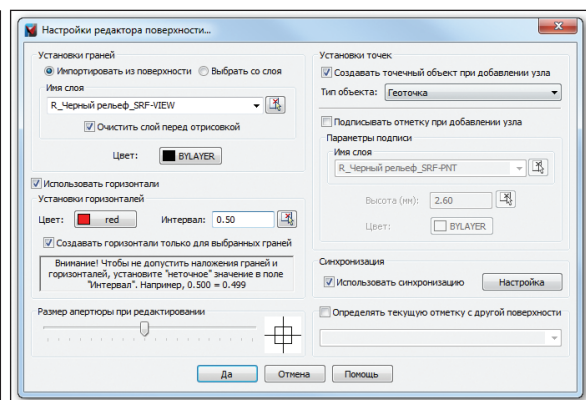 Настройки редактора поверхности...
Установки граней
Импортировать из поверхности Выбрать со слоя
Имя слоя
R_Черный рельеф_SRF-VIEW
Очистить слой перед отрисовкой
Цвет: BYLAYER
Использовать горизонтали
Установки горизонталей
Цвет: red Интервал: 0.50
Создавать горизонтали только для выбранных граней
Внимание! Чтобы не допустить наложения граней и
горизонталей, установите "неточное" значение в поле
"Интервал". Например, 0.500 = 0.499
Размер апертюры при редактировании
Установки точек
Создавать точечный объект при добавлении узла
Тип объекта: Геоточка
Подписывать отметку при добавлении узла
Параметры подписи
Имя слоя
R_Черный рельеф_SRF-PNT
Высота (мм): 2.60
Цвет: BYLAYER
Синхронизация
Использовать синхронизацию Настройка
Определять текущую отметку с другой поверхности
Да Отмена Помощь